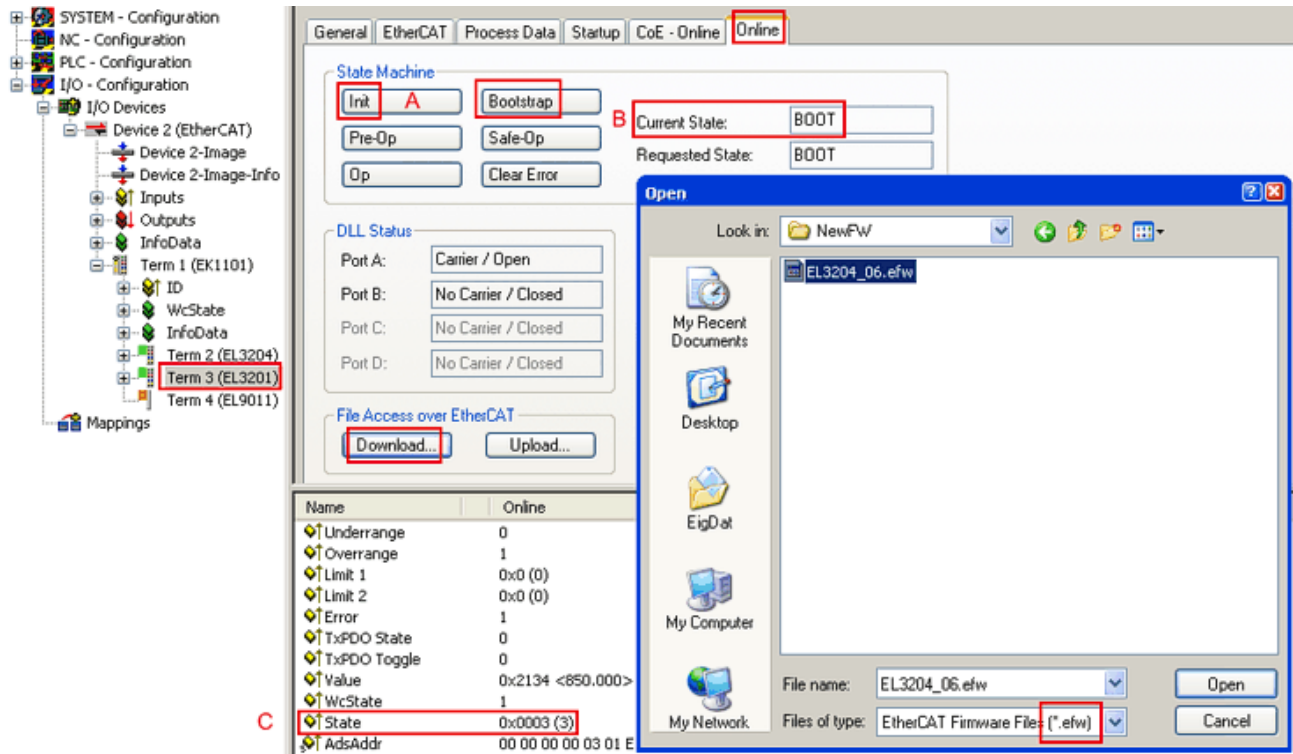 SYSTEM - Configuration
NC - Configuration
PLC - Configuration
I/O - Configuration
I/O Devices
Device 2 (EtherCAT)
Device 2-Image
Device 2-Image-Info
Inputs
Outputs
InfoData
Term 1 (EK1101)
ID
WcState
InfoData
Term 2 (EL3204)
Term 3 (EL3201)
Term 4 (EL9011)
Mappings
General EtherCAT Process Data Startup CoE - Online Online
State Machine
Init A Bootstrap
Pre-Op Safe-Op
Op Clear Error
B Current State: BOOT
Requested State: BOOT
DLL Status
Port A: Carrier / Open
Port B: No Carrier / Closed
Port C: No Carrier / Closed
Port D: No Carrier / Closed
File Access over EtherCAT
Download... Upload...
Name Online
Underrange 0
Overrange 1
Limit 1 0x0 (0)
Limit 2 0x0 (0)
Error 1
TxPDO State 0
TxPDO Toggle 0
Value 0x2134 <850.000>
WcState 1
C State 0x0003 (3)
AdsAddr 00 00 00 00 03 01 E
Open
Look in: NewFW
EL3204_06.efw
My Recent
Documents
Desktop
EigDat
My Computer
My Network
File name: EL3204_06.efw Open
Files of type: EtherCAT Firmware Files (*.efw) Cancel